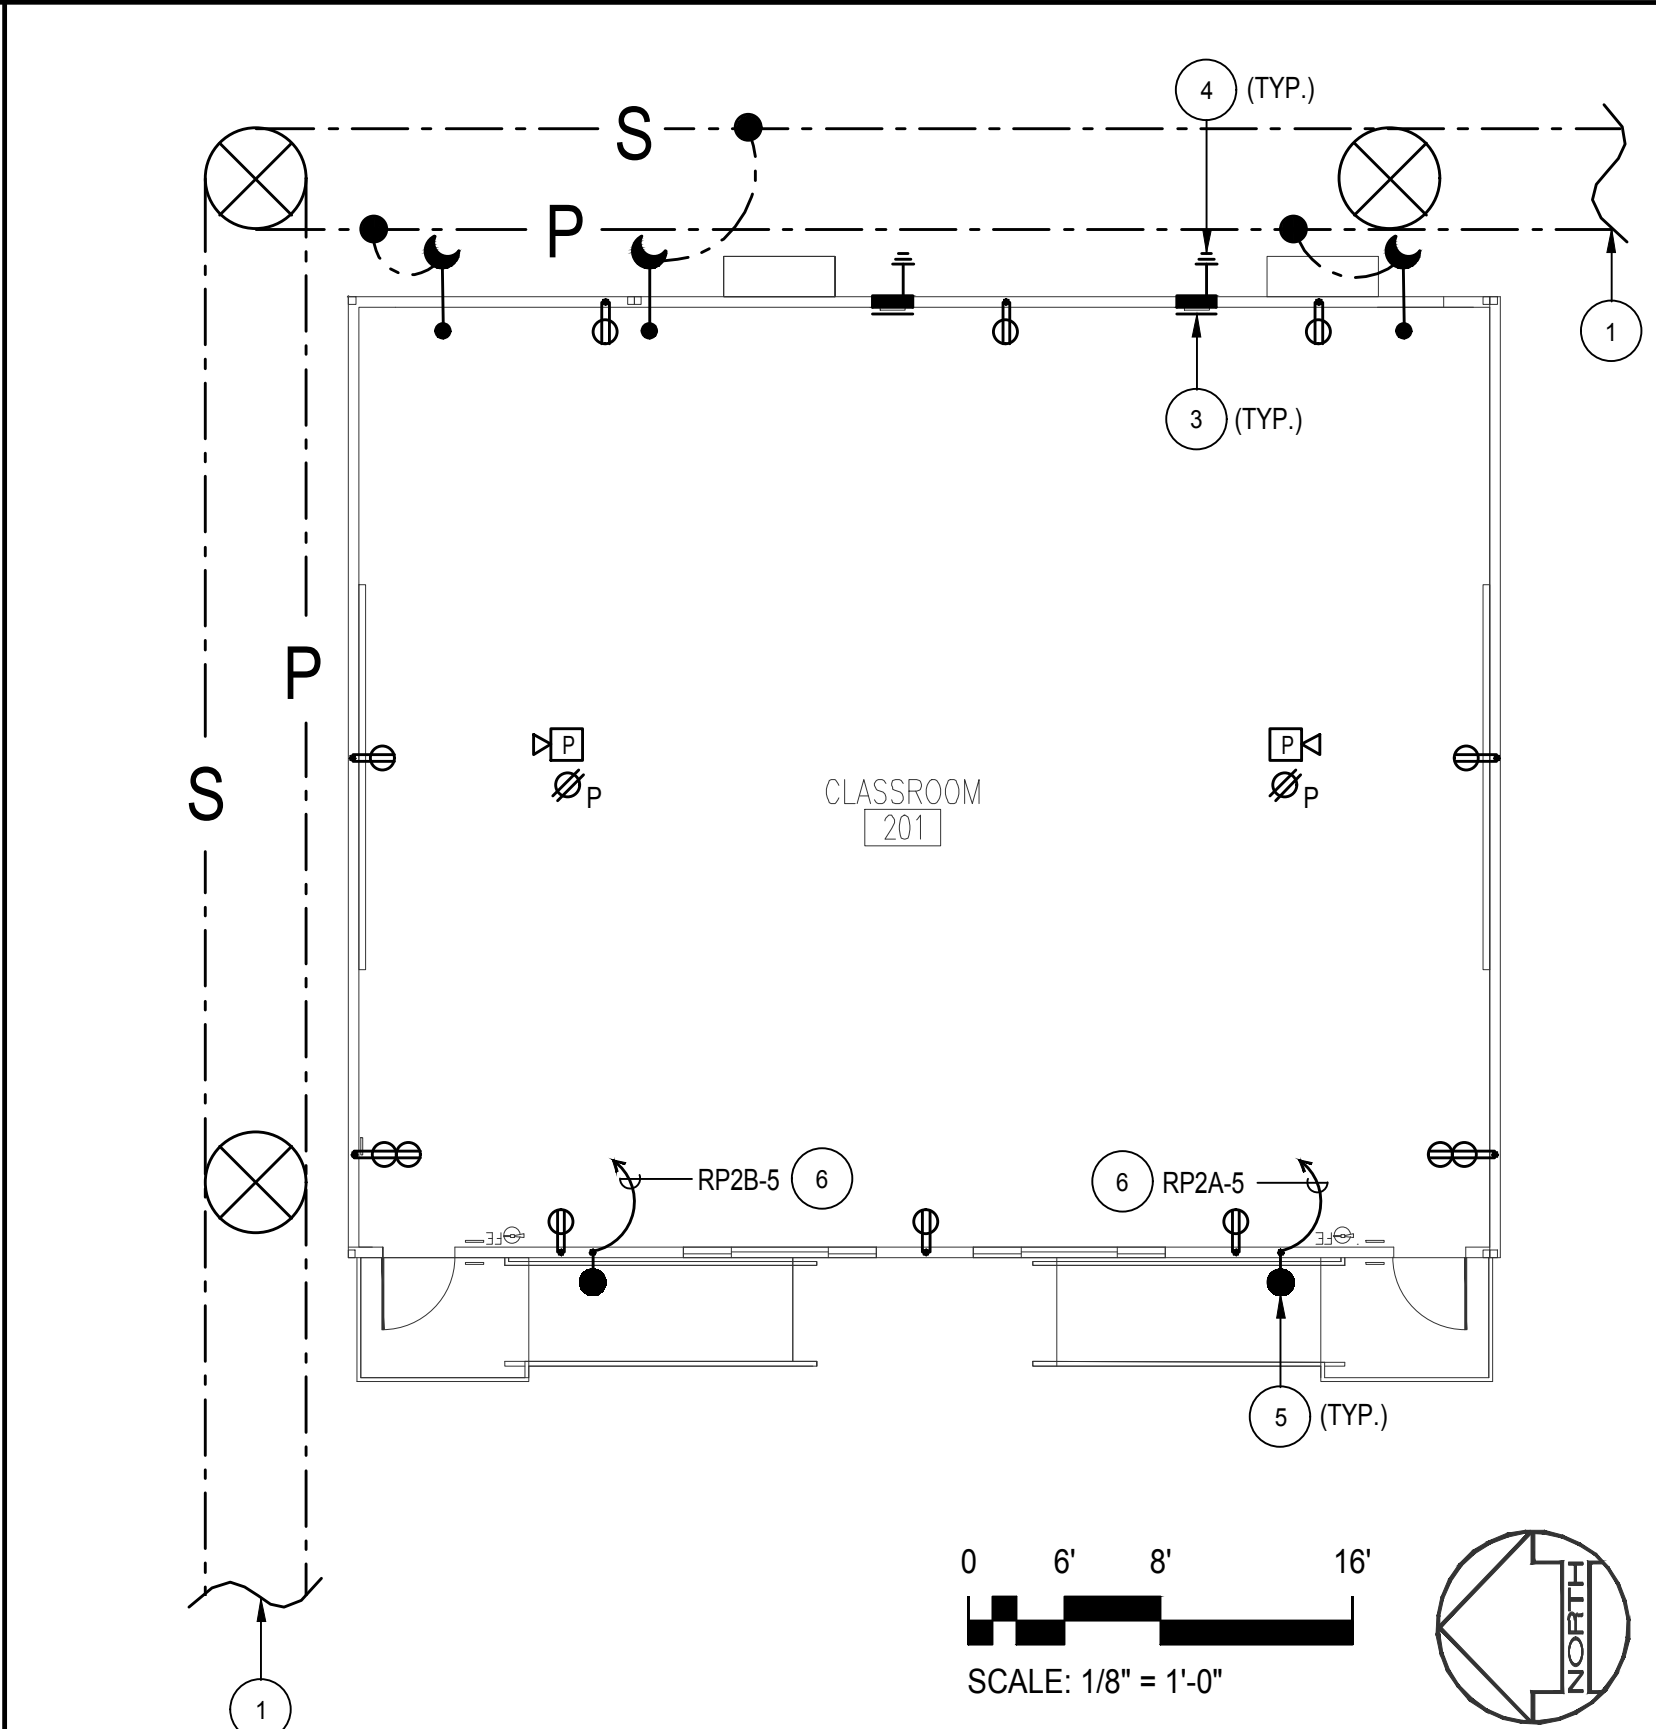 4 (TYP.)
S
P
1
3 (TYP.)
P
P
P
P
P
CLASSROOM
201
S
RP2B-5 6
6 RP2A-5
FE
FE
5 (TYP.)
0 6' 8' 16'
SCALE: 1/8" = 1'-0"
NORTH
1